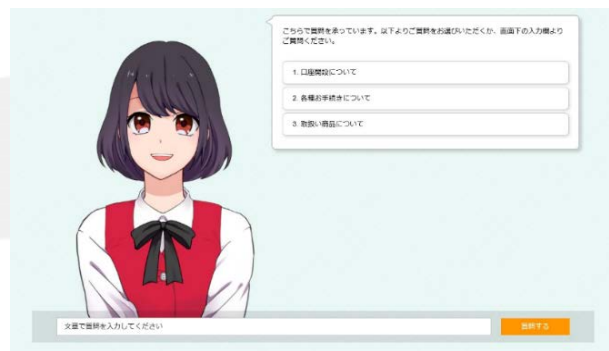 こちらで質問を承っています。以下よりご質問をお選びいただくか、画面下の入力欄より
ご質問ください。
1. 口座開設について
2. 各種お手続きについて
3. 取扱い商品について
文章で質問を入力してください
質問する